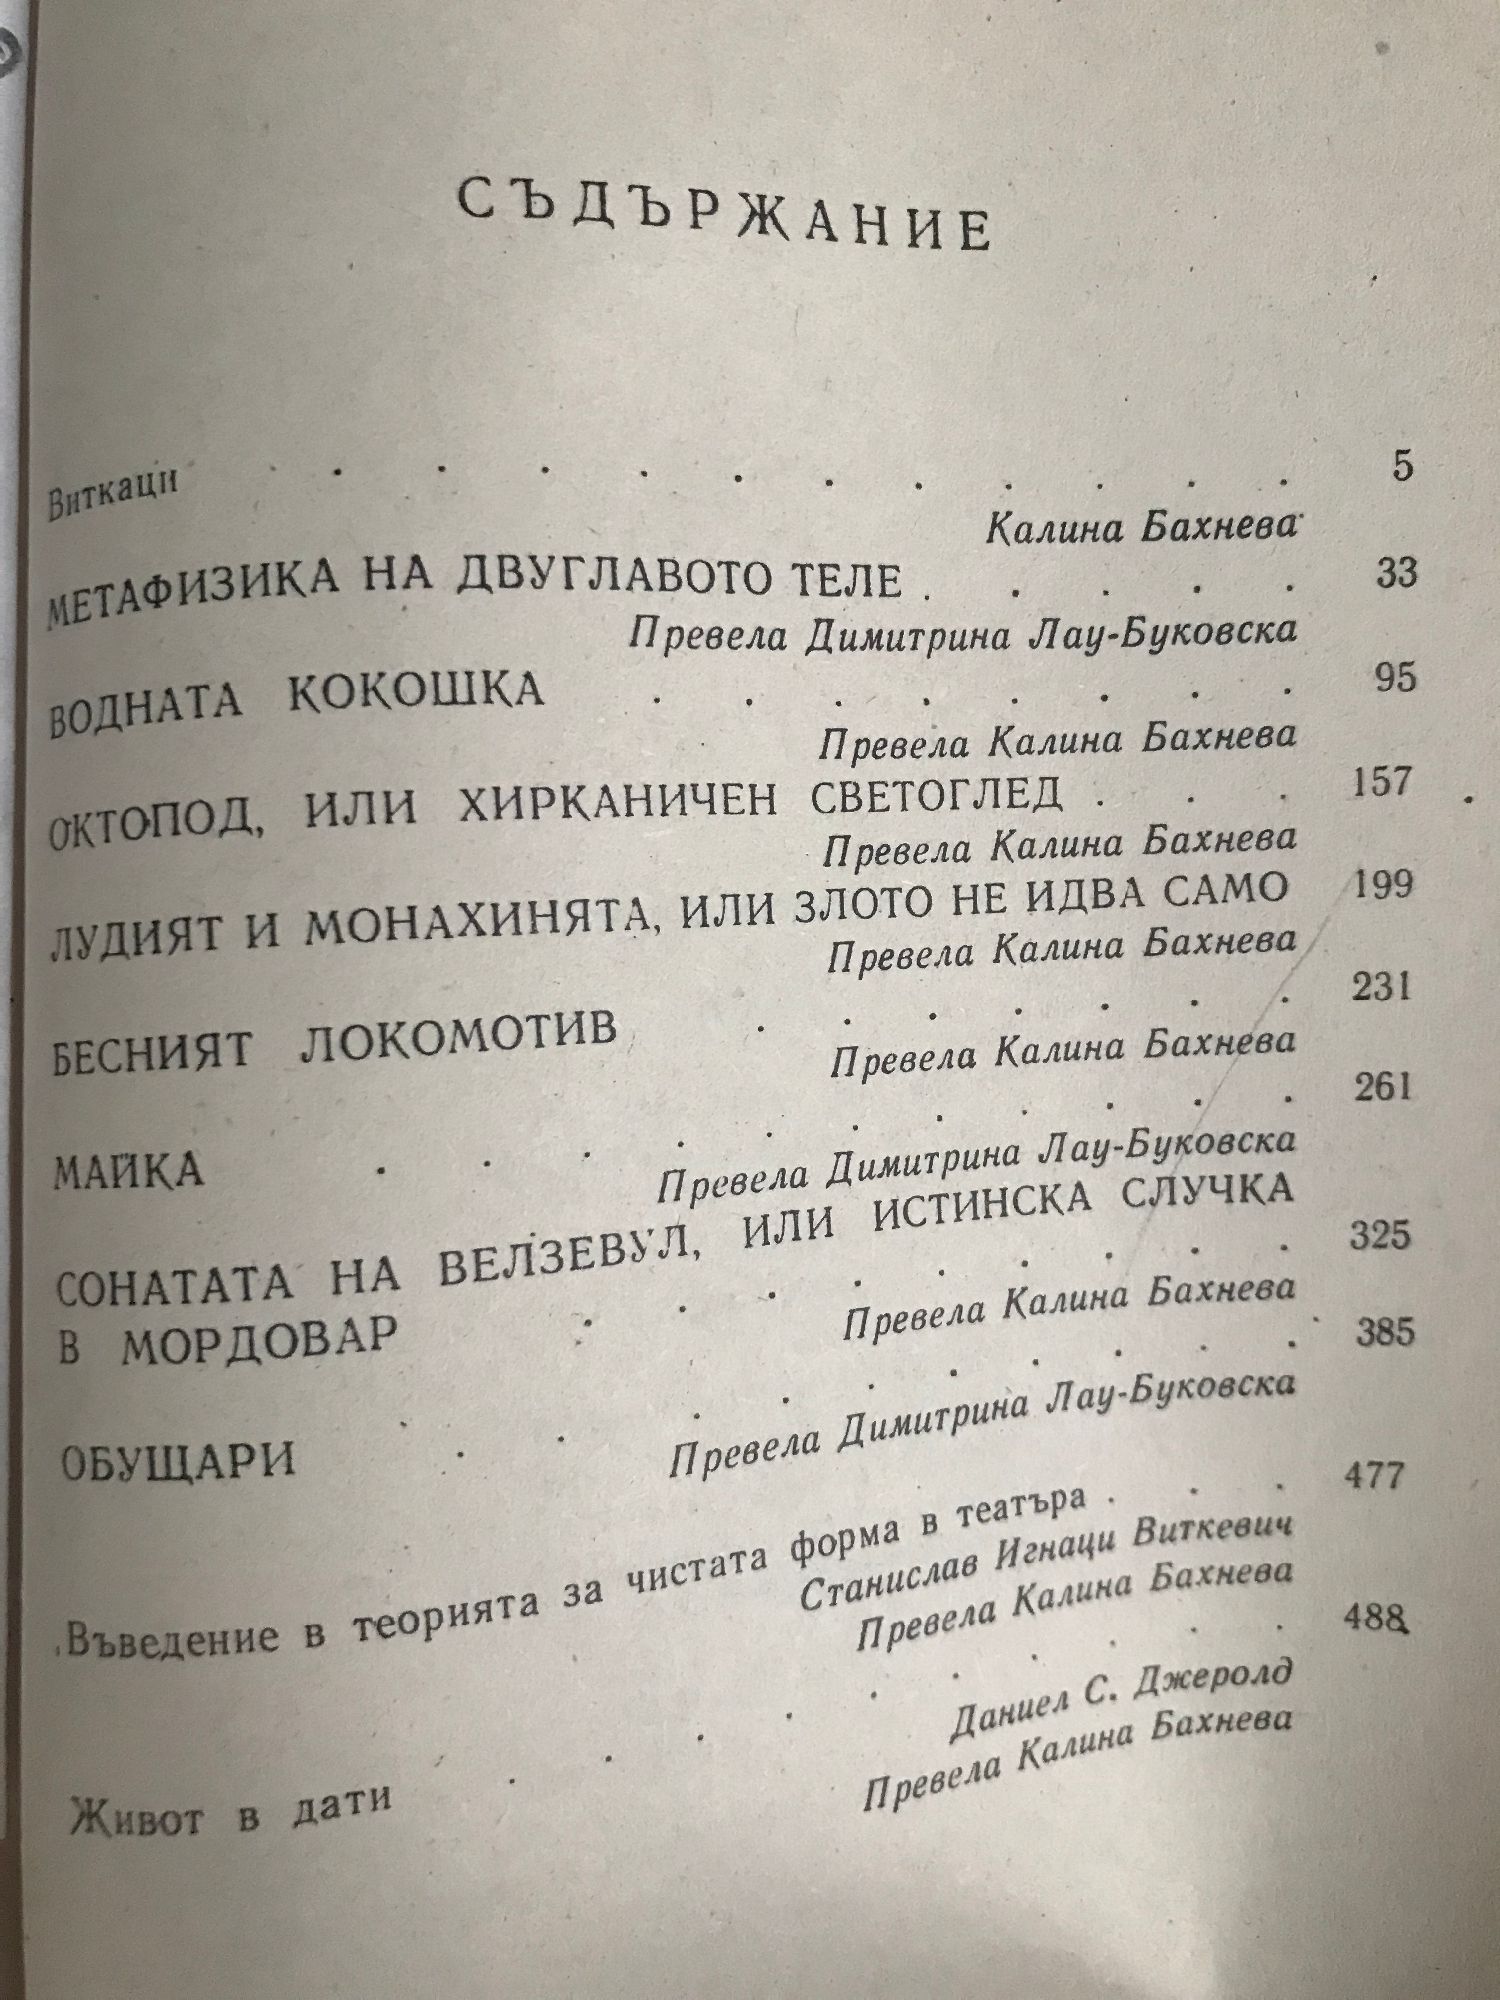 СЪДЪРЖАНИЕ
Виткаци . . . . . . . . . . . 5
Калина Бахнева
МЕТАФИЗИКА НА ДВУГЛАВОТО ТЕЛЕ . . . . . 33
Превела Димитрина Лау-Буковска
ВОДНАТА КОКОШКА . . . . . . . . 95
Превела Калина Бахнева
ОКТОПОД, ИЛИ ХИРКАНИЧЕН СВЕТОГЛЕД . . . 157
Превела Калина Бахнева
ЛУДИЯТ И МОНАХИНЯТА, ИЛИ ЗЛОТО НЕ ИДВА САМО 199
Превела Калина Бахнева
БЕСНИЯТ ЛОКОМОТИВ . . . . . . . 231
Превела Калина Бахнева
МАЙКА . . . . . . . . . . . 261
Превела Димитрина Лау-Буковска
СОНАТАТА НА ВЕЛЗЕВУЛ, ИЛИ ИСТИНСКА СЛУЧКА
В МОРДОВАР . . . . . . . . . 325
Превела Калина Бахнева
ОБУЩАРИ . . . . . . . . . . 385
Превела Димитрина Лау-Буковска
Въведение в теорията за чистата форма в театъра . . . 477
Станислав Игнаци Виткевич
Превела Калина Бахнева
Живот в дати . . . . . . . . . . 488
Даниел С. Джеролд
Превела Калина Бахнева